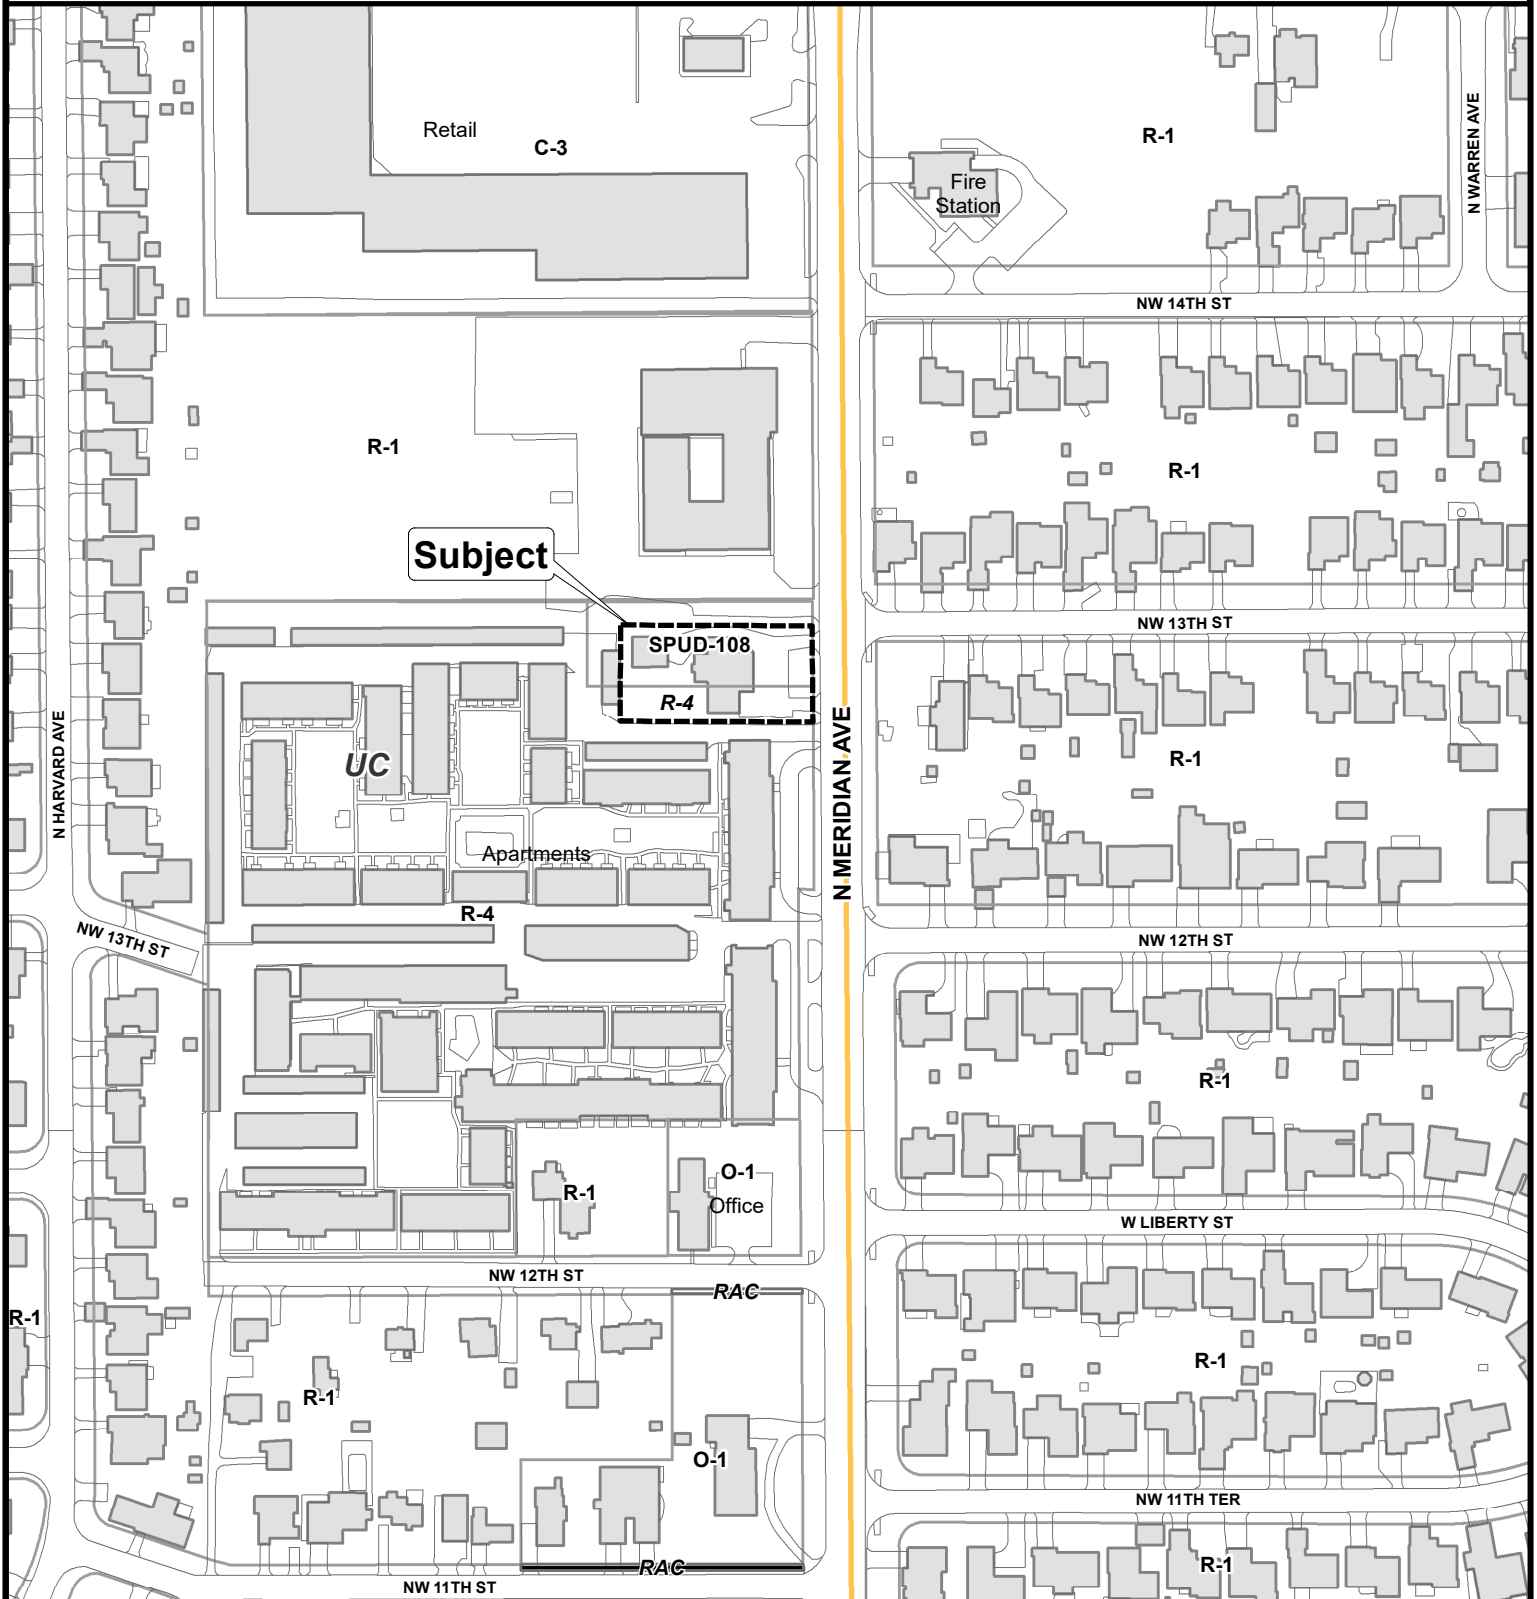 Retail
C-3
R-1
N WARREN AVE
Fire
Station
NW 14TH ST
R-1
R-1
Subject
NW 13TH ST
SPUD-108
R-4
N HARVARD AVE
UC
N MERIDIAN AVE
R-1
Apartments
R-4
NW 13TH ST
NW 12TH ST
R-1
O-1
R-1
Office
W LIBERTY ST
NW 12TH ST
RAC
R-1
R-1
R-1
O-1
NW 11TH TER
R-1
RAC
NW 11TH ST